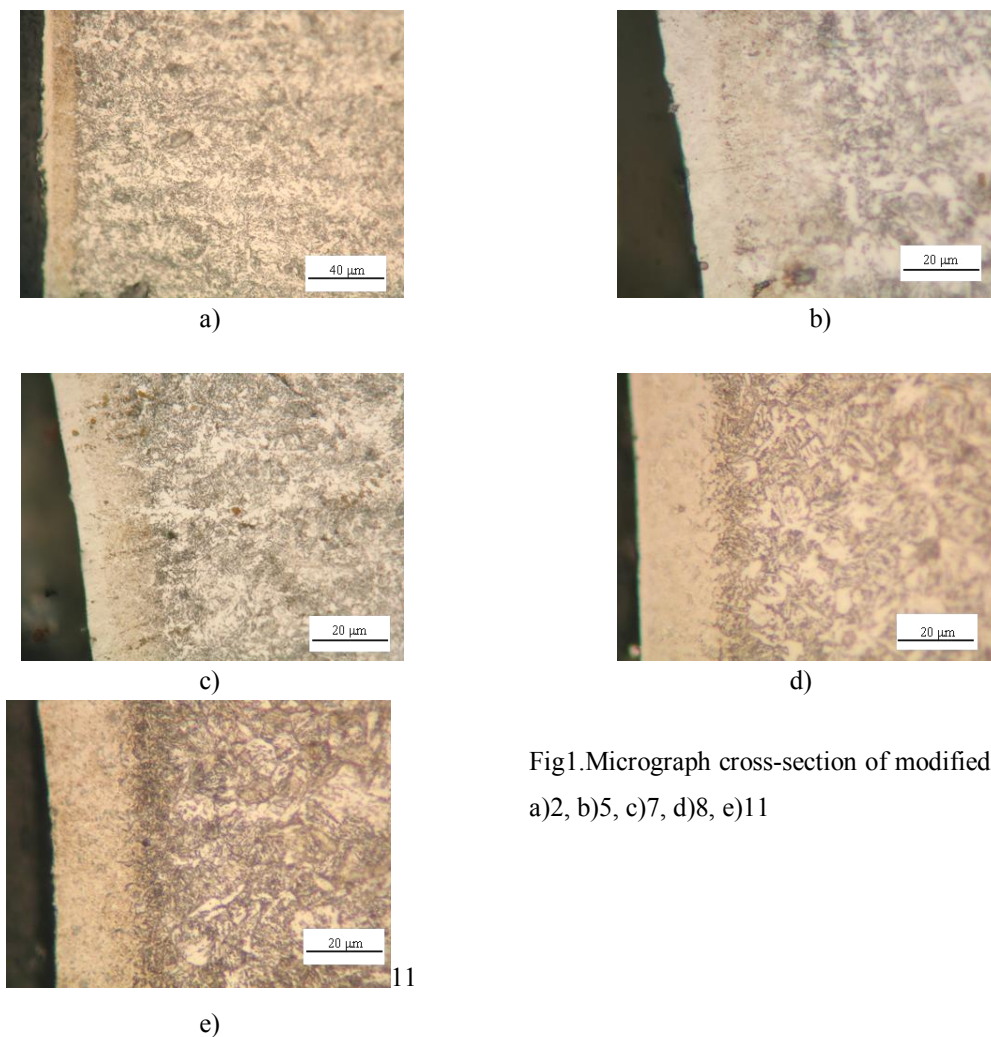 40 µm
20 µm
a)
b)
20 µm
20 µm
c)
d)
Fig1.Micrograph cross-section of modified
a)2, b)5, c)7, d)8, e)11
20 µm
11
e)